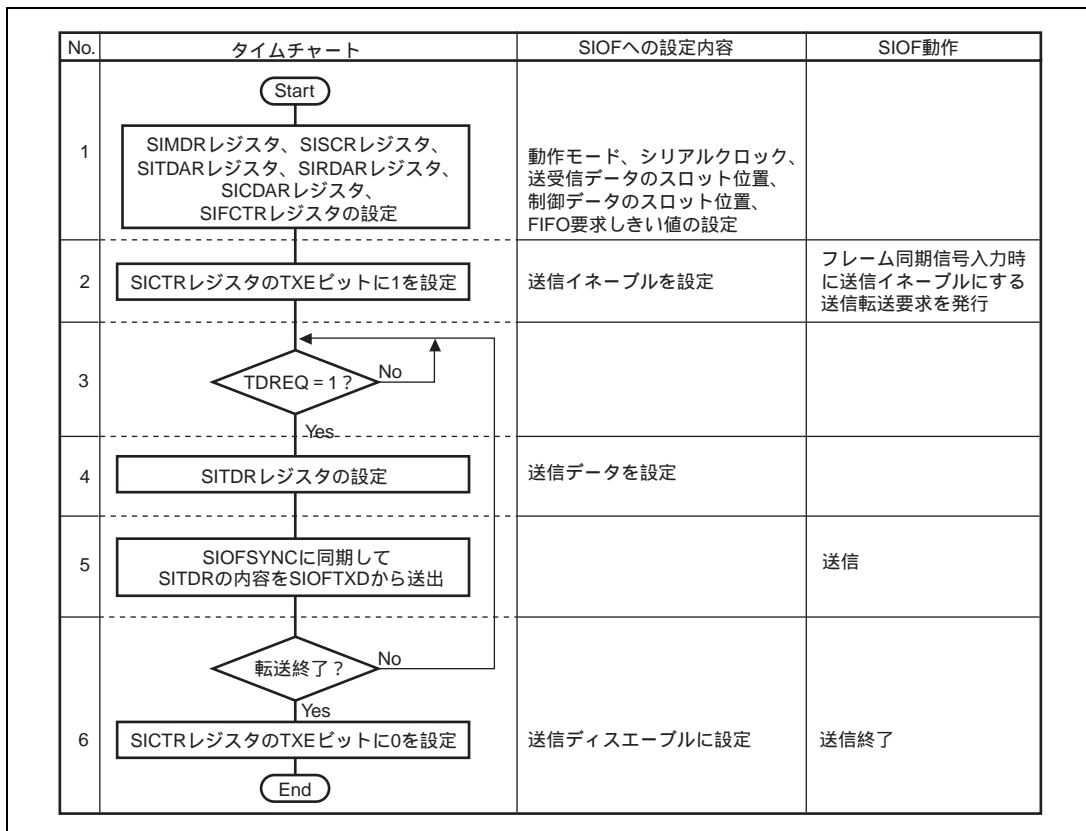 No.
タイムチャート
SIOFへの設定内容
SIOF動作
Start
1
SIMDRレジスタ、SISCRレジスタ、
SITDARレジスタ、SIRDARレジスタ、
SICDARレジスタ、
SIFCTRレジスタの設定
動作モード、シリアルクロック、
送受信データのスロット位置、
制御データのスロット位置、
FIFO要求しきい値の設定
2
SICTRレジスタのTXEビットに1を設定
送信イネーブルを設定
フレーム同期信号入力時
に送信イネーブルにする
送信転送要求を発行
3
TDREQ = 1？
No
Yes
4
SITDRレジスタの設定
送信データを設定
5
SIOFSYNCに同期して
SITDRの内容をSIOFTXDから送出
送信
転送終了？
No
Yes
6
SICTRレジスタのTXEビットに0を設定
送信ディスエーブルに設定
送信終了
End